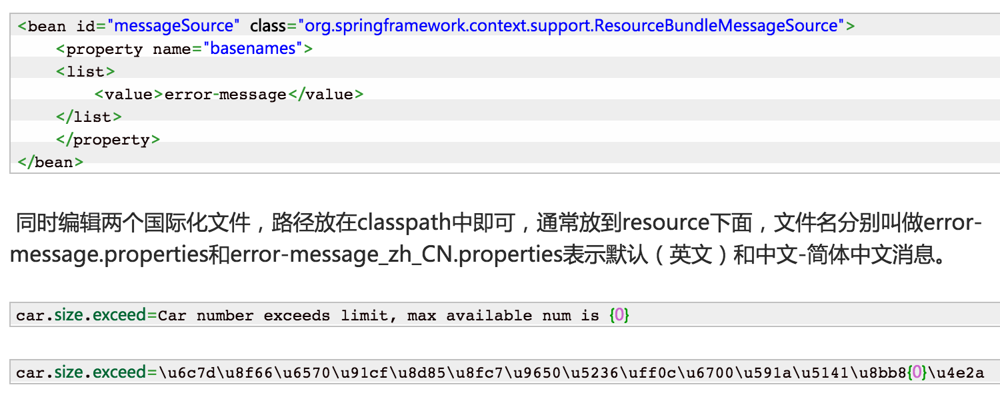 <bean id="messageSource" class="org.springframework.context.support.ResourceBundleMessageSource">
    <property name="basenames">
    <list>
        <value>error-message</value>
    </list>
    </property>
</bean>
同时编辑两个国际化文件，路径放在classpath中即可，通常放到resource下面，文件名分别叫做error-
message.properties和error-message_zh_CN.properties表示默认（英文）和中文-简体中文消息。
car.size.exceed=Car number exceeds limit, max available num is {0}
car.size.exceed=\u6c7d\u8f66\u6570\u91cf\u8d85\u8fc7\u9650\u5236\uff0c\u6700\u591a\u5141\u8bb8{0}\u4e2a